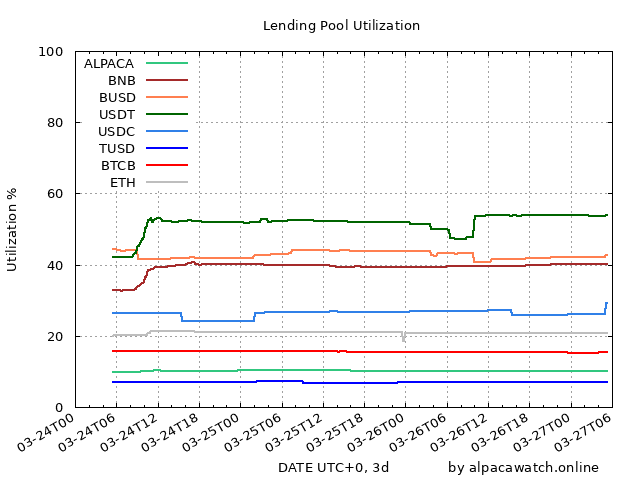 Lending Pool Utilization
Utilization %
100
80
60
40
20
0
ALPACA
BNB
BUSD
USDT
USDC
TUSD
BTCB
ETH
03-24T00
03-24T06
03-24T12
03-24T18
03-25T00
03-25T06
03-25T12
03-25T18
03-26T00
03-26T06
03-26T12
03-26T18
03-27T00
03-27T06
DATE UTC+0, 3d
by alpacawatch.online